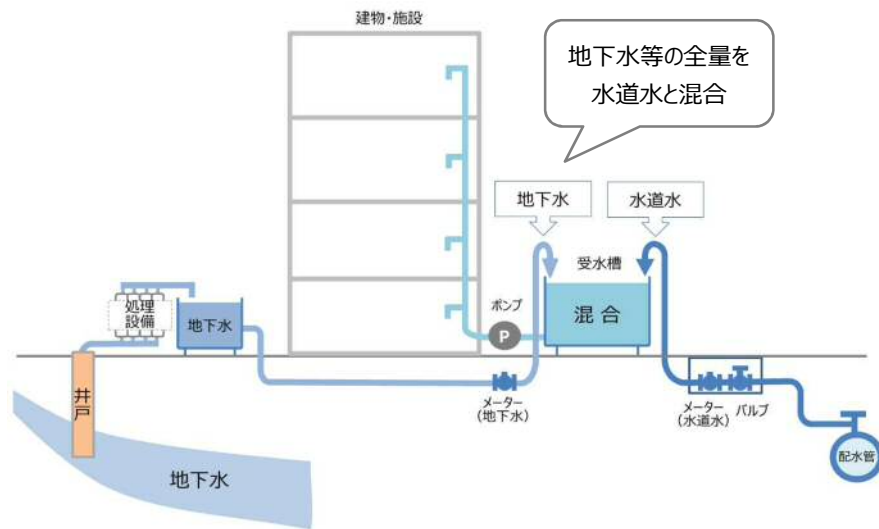 建物・施設
地下水等の全量を
水道水と混合
地下水
水道水
受水槽
混合
ポンプ
P
処理
設備
地下水
井戸
地下水
メーター
(地下水)
メーター
(水道水)
バルブ
配水管